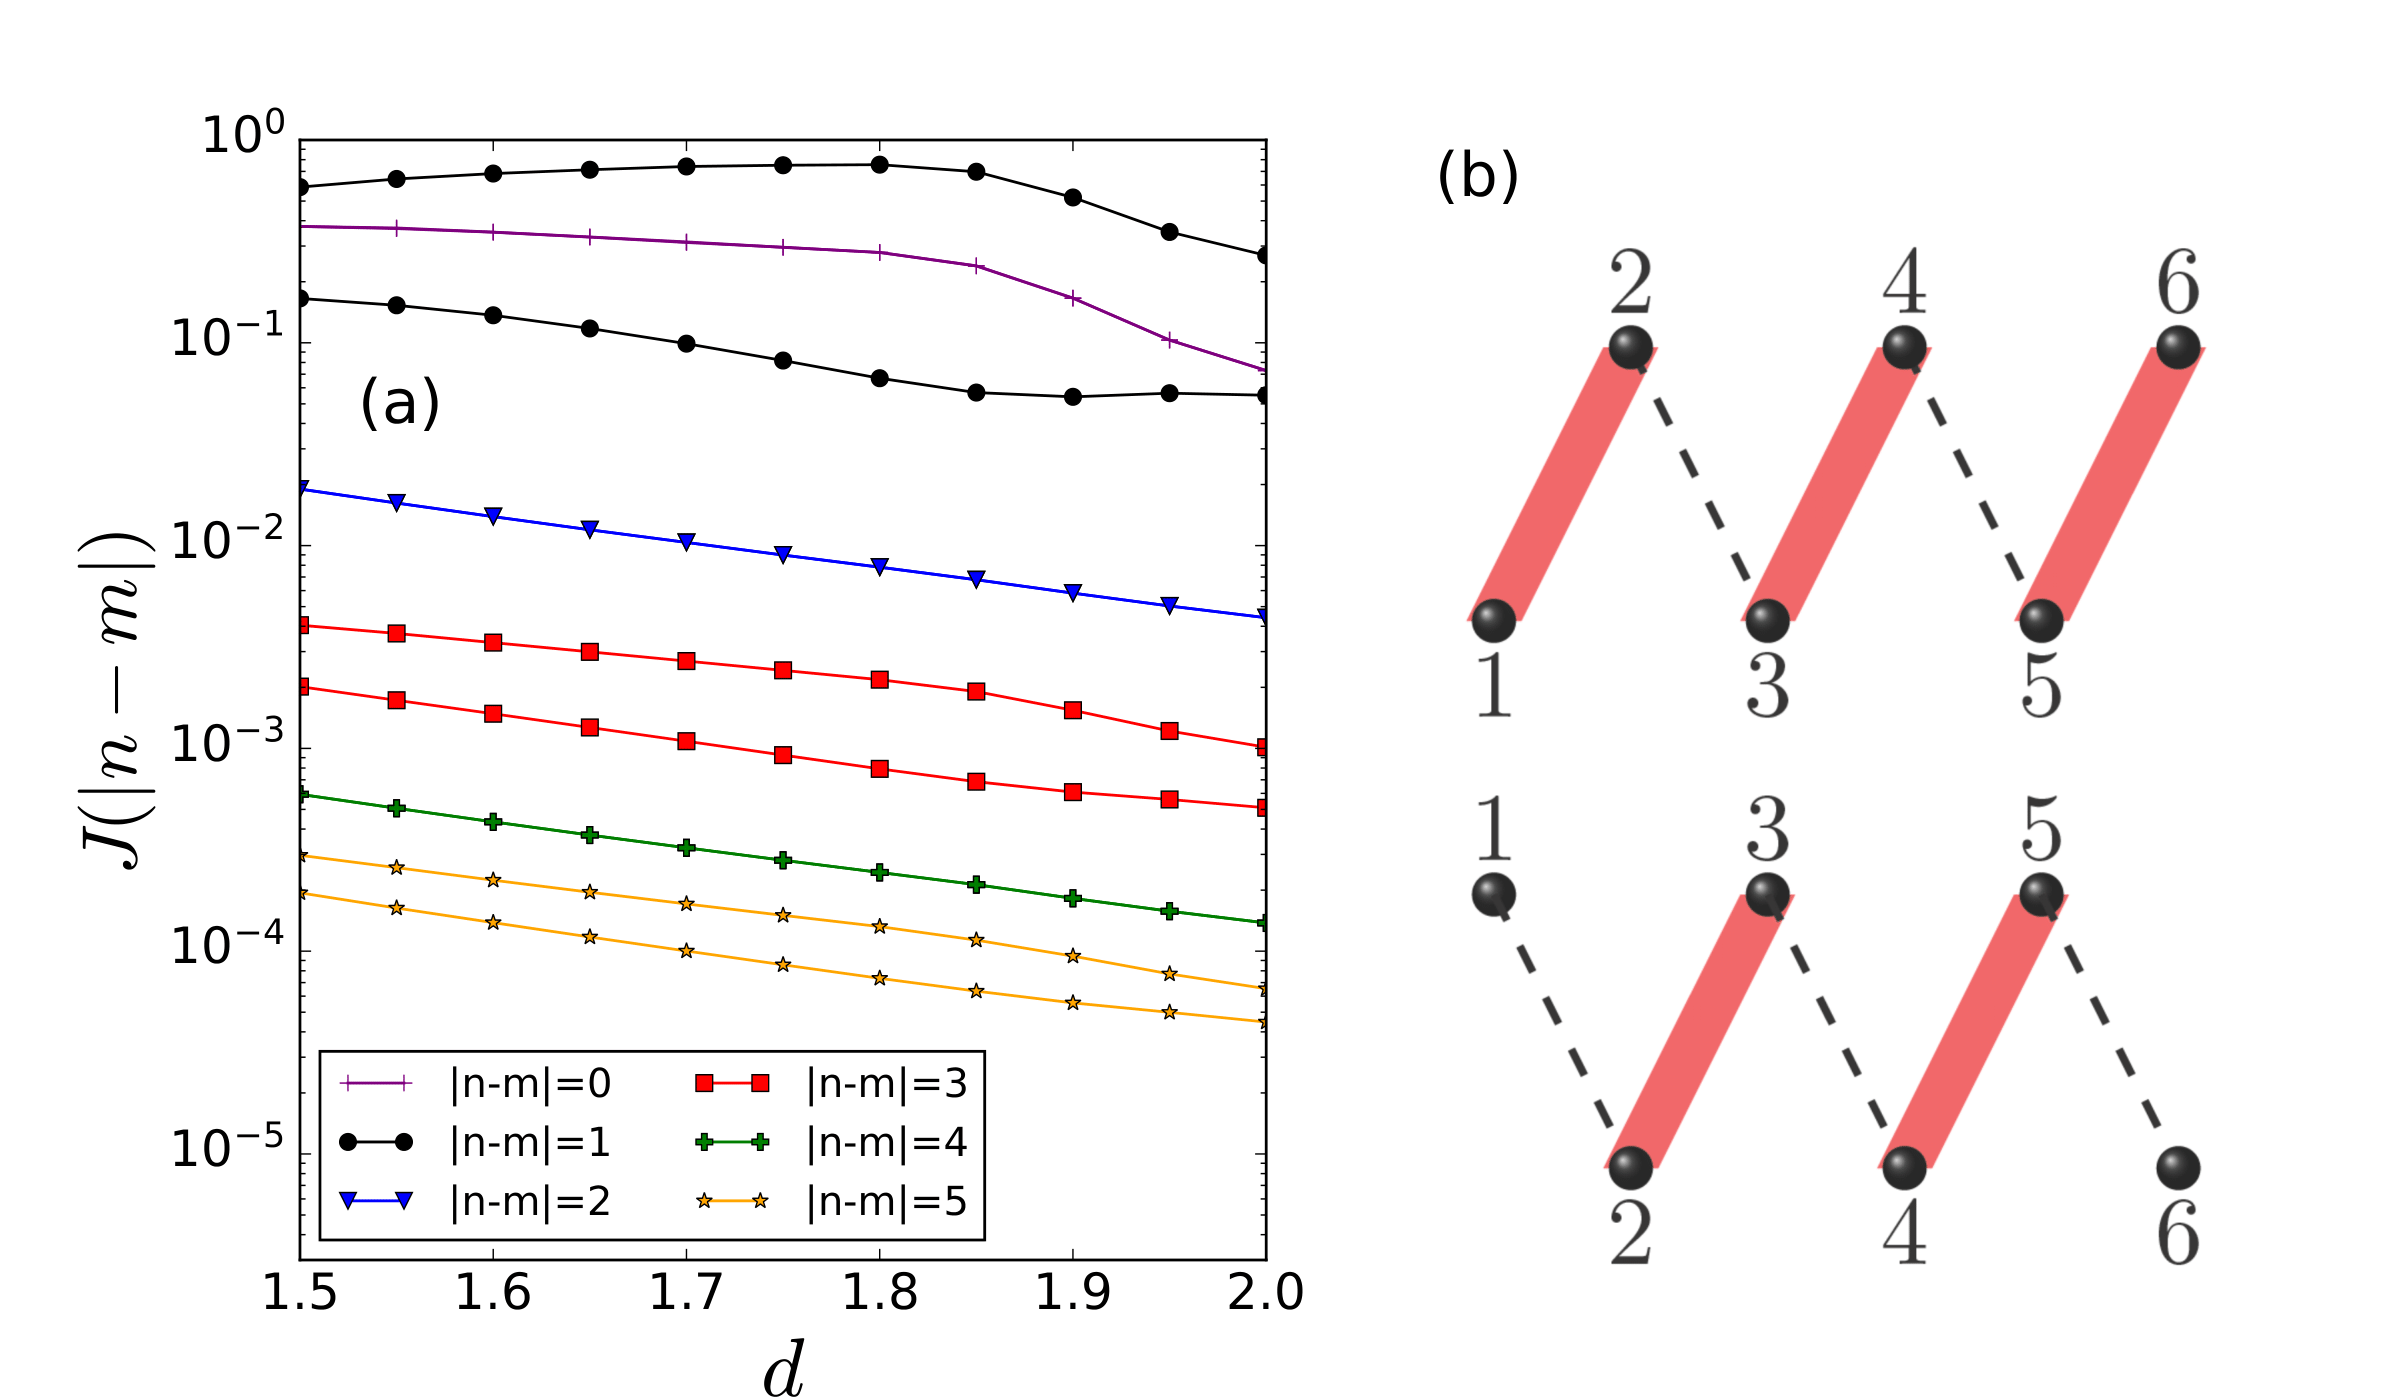 (a)
10^0
10^−1
10^−2
10^−3
10^−4
10^−5
J(|n − m|)
|n-m|=0
|n-m|=1
|n-m|=2
|n-m|=3
|n-m|=4
|n-m|=5
1.5 1.6 1.7 1.8 1.9 2.0
d
(b)
2 4 6
1 3 5
1 3 5
2 4 6